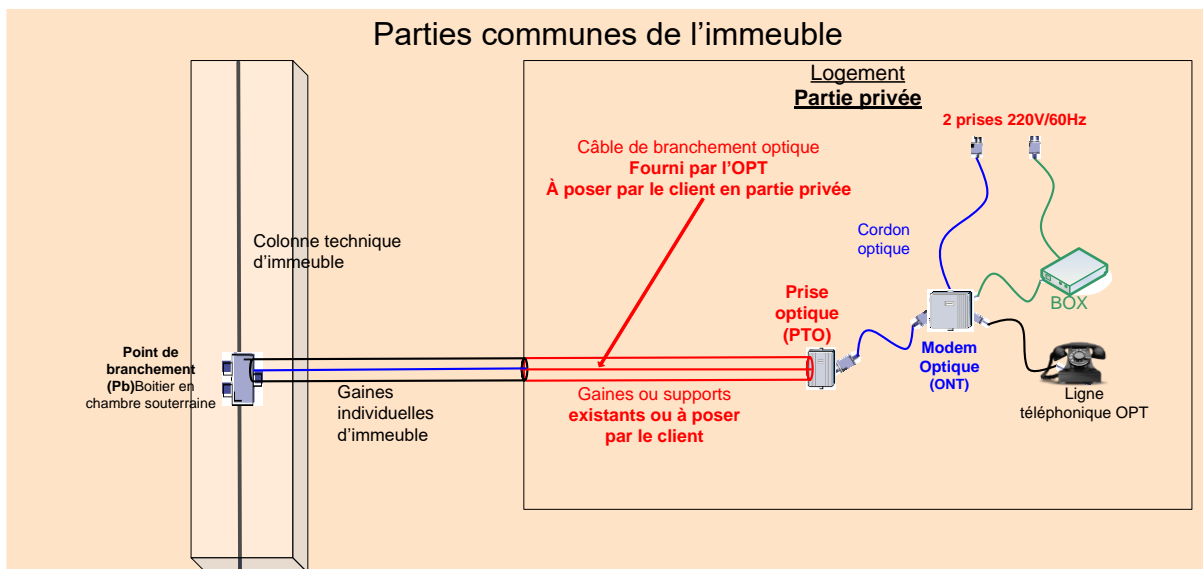 Parties communes de l’immeuble
Logement
Partie privée
2 prises 220V/60Hz
Câble de branchement optique
Fourni par l’OPT
À poser par le client en partie privée
Colonne technique
d’immeuble
Cordon
optique
BOX
Prise
optique
(PTO)
Modem
Optique
(ONT)
Ligne
téléphonique OPT
Point de
branchement
(Pb)Boitier en
chambre souterraine
Gaines
individuelles
d’immeuble
Gaines ou supports
existants ou à poser
par le client